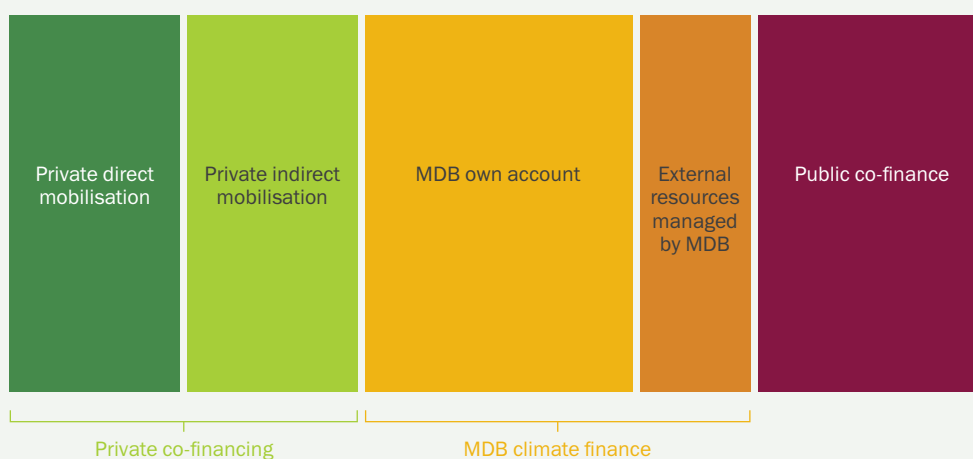 Private direct
mobilisation
Private indirect
mobilisation
MDB own account
External
resources
managed
by MDB
Public co-finance
Private co-financing
MDB climate finance